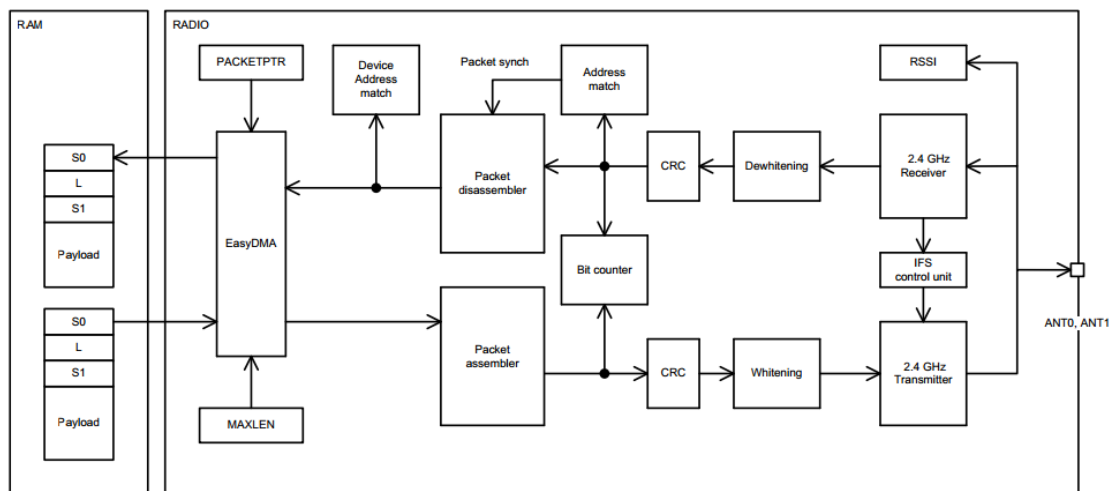 RAM
RADIO
PACKETPTR
Device
Address
match
Packet synch
Address
match
RSSI
S0
L
S1
Payload
EasyDMA
Packet
disassembler
CRC
Dewhitening
2.4 GHz
Receiver
Bit counter
IFS
control unit
ANT0, ANT1
S0
L
S1
Payload
Packet
assembler
CRC
Whitening
2.4 GHz
Transmitter
MAXLEN